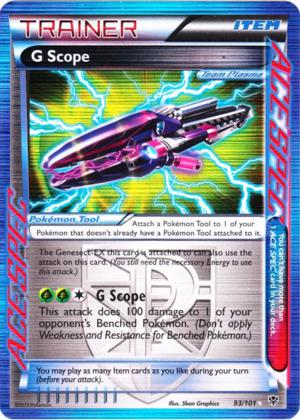 TRAINER
ITEM
G Scope
Team Plasma
ACE SPEC
ACE SPEC
You can't have more than
1 ACE SPEC card in your deck.
Pokémon Tool
Attach a Pokémon Tool to 1 of your
Pokémon that doesn't already have a Pokémon Tool attached to it.
The Genesect-EX this card is attached to can also use the
attack on this card. (You still need the necessary Energy to use
this attack.)
G Scope
This attack does 100 damage to 1 of your
opponent's Benched Pokémon. (Don't apply
Weakness and Resistance for Benched Pokémon.)
You may play as many Item cards as you like during your turn
(before your attack).
Illus. 5ban Graphics
93/101